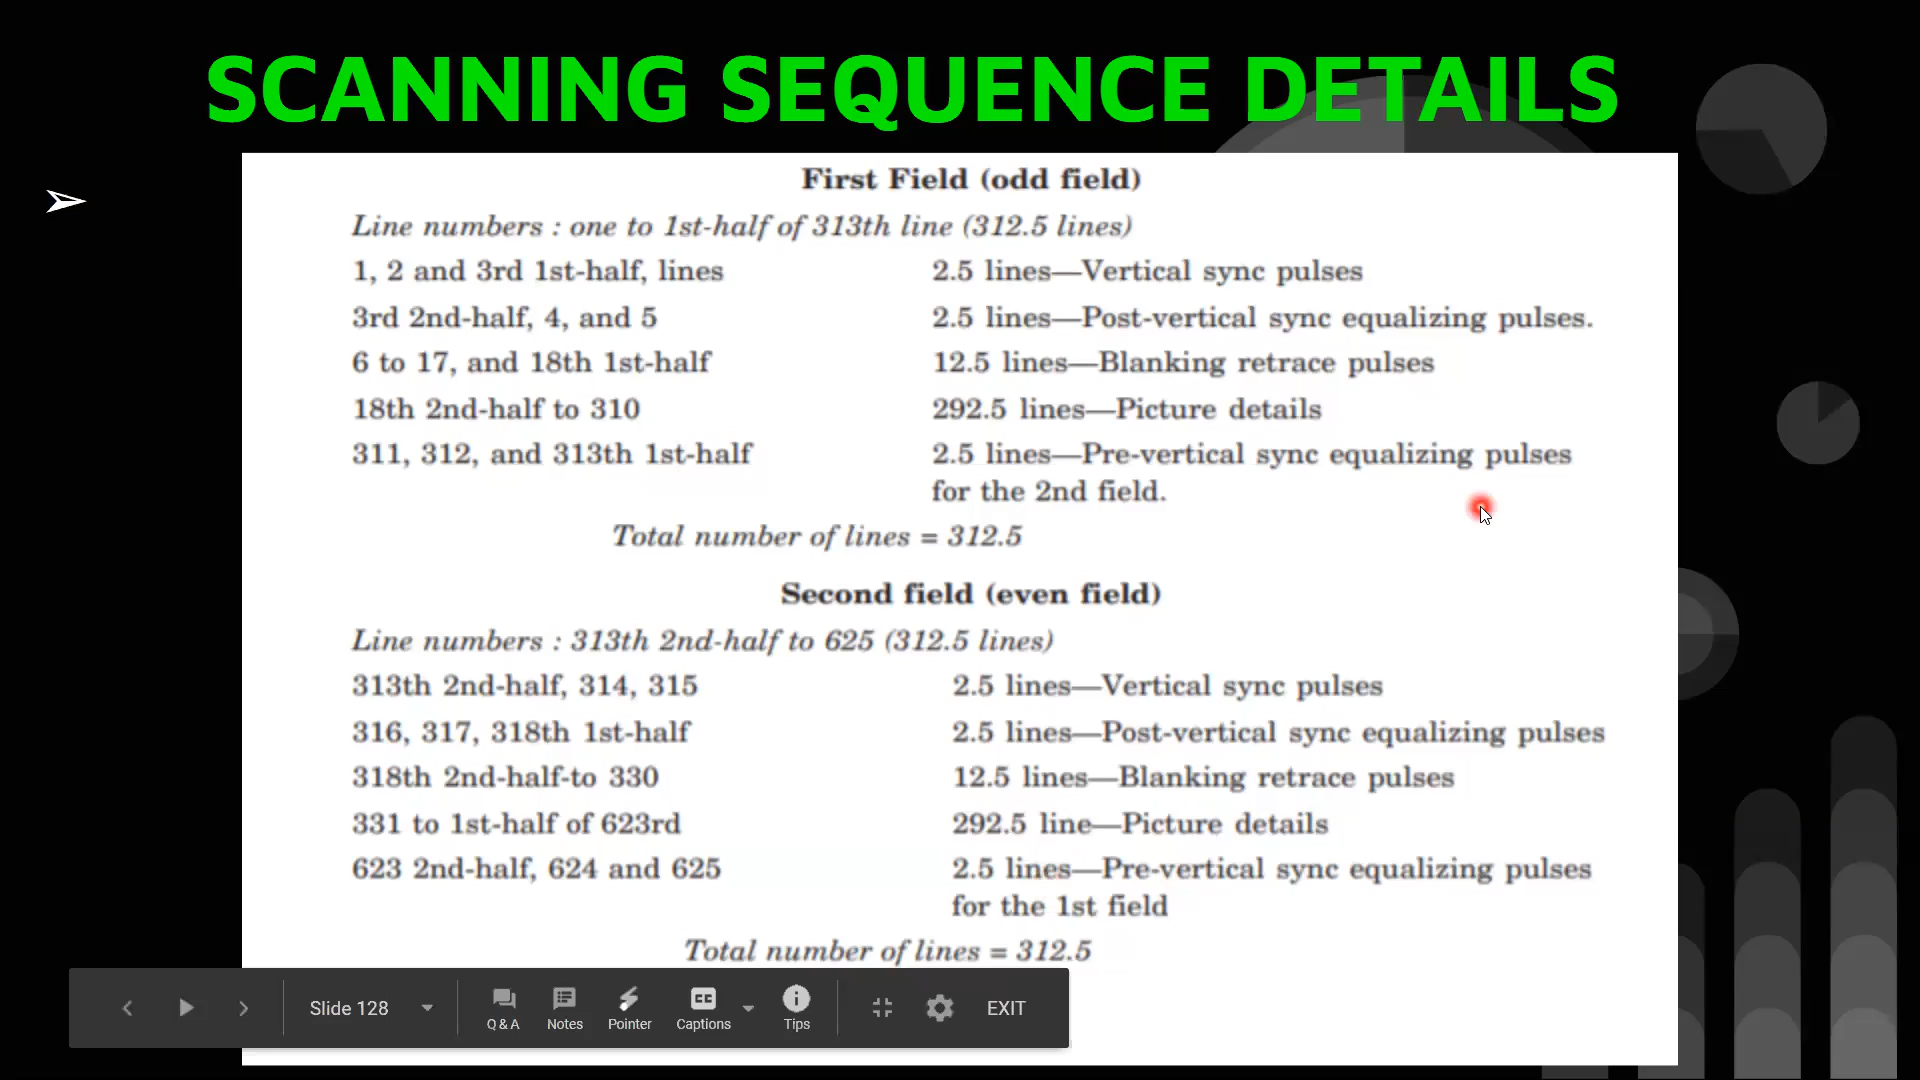 SCANNING SEQUENCE DETAILS
First Field (odd field)
Line numbers : one to 1st-half of 313th line (312.5 lines)
1, 2 and 3rd 1st-half, lines 2.5 lines—Vertical sync pulses
3rd 2nd-half, 4, and 5 2.5 lines—Post-vertical sync equalizing pulses.
6 to 17, and 18th 1st-half 12.5 lines—Blanking retrace pulses
18th 2nd-half to 310 292.5 lines—Picture details
311, 312, and 313th 1st-half 2.5 lines—Pre-vertical sync equalizing pulses
for the 2nd field.
Total number of lines = 312.5
Second field (even field)
Line numbers : 313th 2nd-half to 625 (312.5 lines)
313th 2nd-half, 314, 315 2.5 lines—Vertical sync pulses
316, 317, 318th 1st-half 2.5 lines—Post-vertical sync equalizing pulses
318th 2nd-half-to 330 12.5 lines—Blanking retrace pulses
331 to 1st-half of 623rd 292.5 line—Picture details
623 2nd-half, 624 and 625 2.5 lines—Pre-vertical sync equalizing pulses
for the 1st field
Total number of lines = 312.5
Slide 128 Q & A Notes Pointer CC Captions Tips EXIT